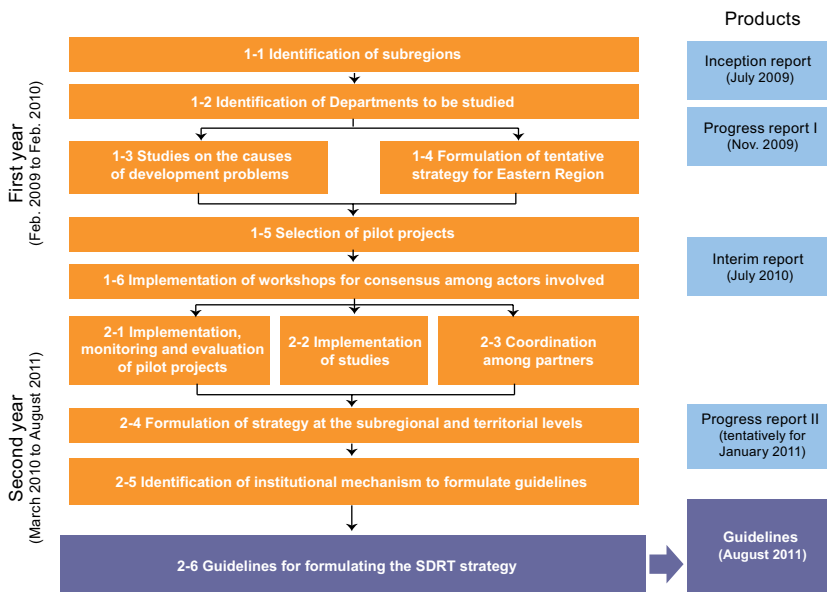 Products
First year
(Feb. 2009 to Feb. 2010)
1-1 Identification of subregions
Inception report
(July 2009)
1-2 Identification of Departments to be studied
Progress report I
(Nov. 2009)
1-3 Studies on the causes
of development problems
1-4 Formulation of tentative
strategy for Eastern Region
1-5 Selection of pilot projects
1-6 Implementation of workshops for consensus among actors involved
Interim report
(July 2010)
Second year
(March 2010 to August 2011)
2-1 Implementation,
monitoring and evaluation
of pilot projects
2-2 Implementation
of studies
2-3 Coordination
among partners
2-4 Formulation of strategy at the subregional and territorial levels
Progress report II
(tentatively for
January 2011)
2-5 Identification of institutional mechanism to formulate guidelines
2-6 Guidelines for formulating the SDRT strategy
Guidelines
(August 2011)